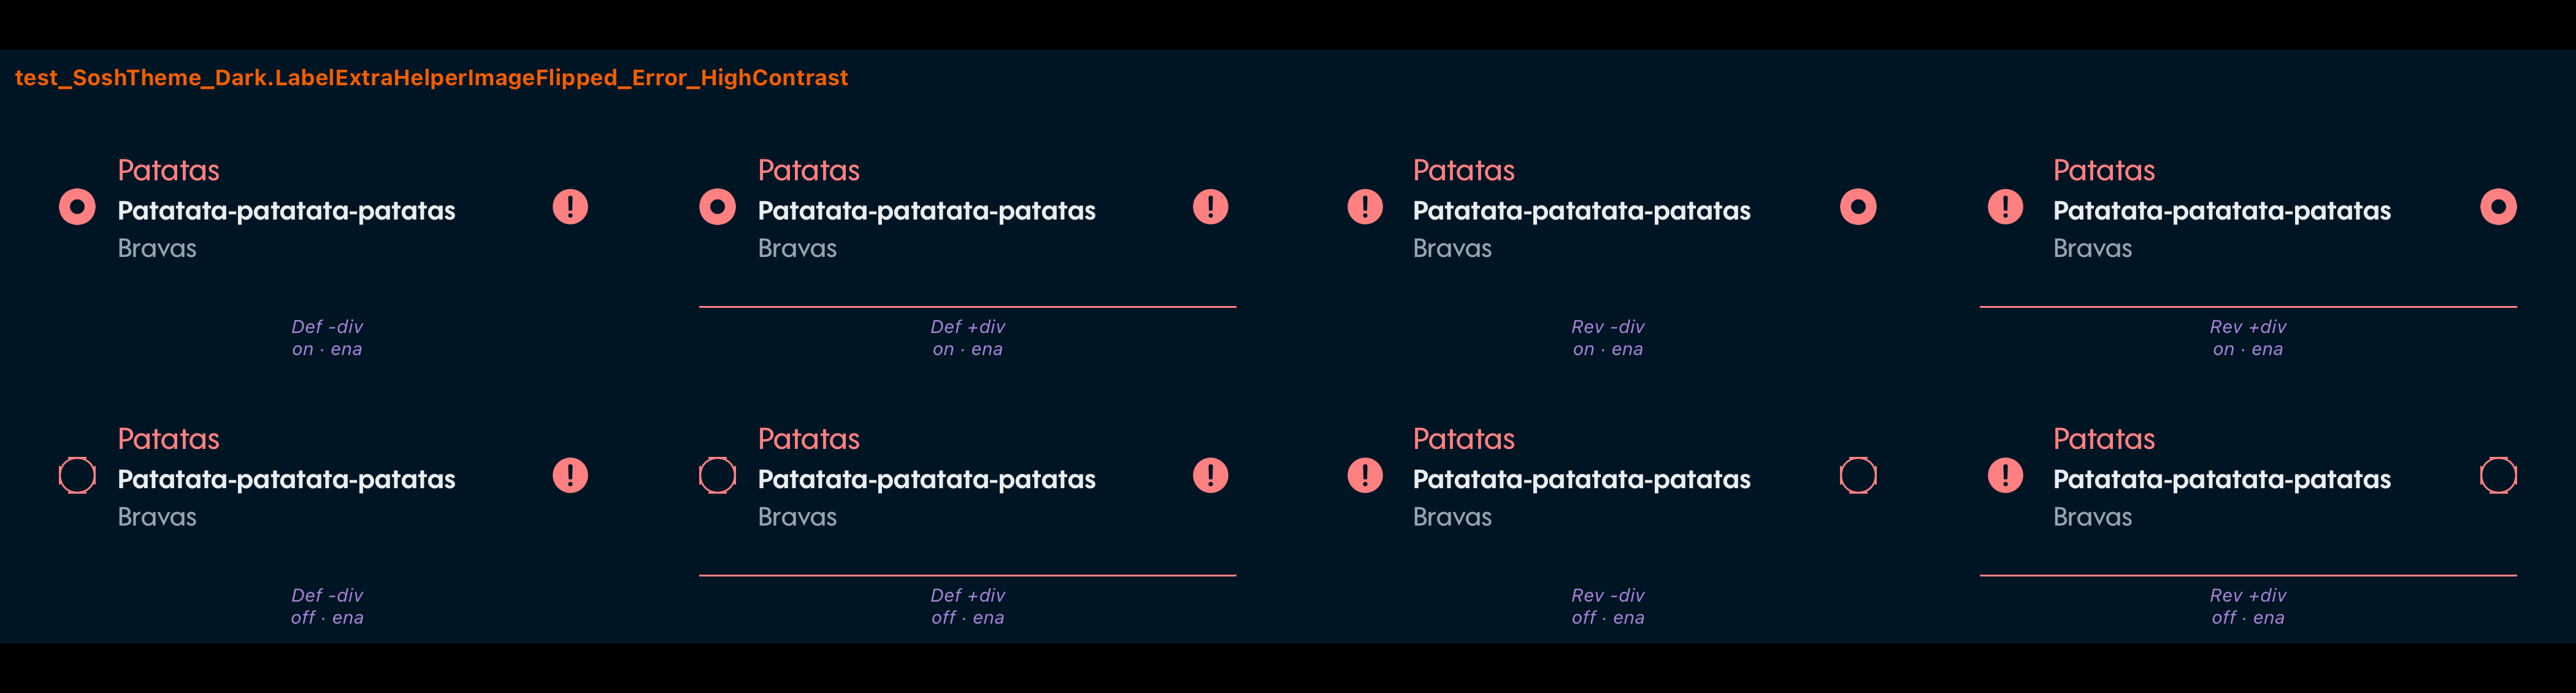 test_SoshTheme_Dark.LabelExtraHelperImageFlipped_Error_HighContrast
Patatas
Patatata-patatata-patatas
Bravas
Def -div
on · ena
Patatas
Patatata-patatata-patatas
Bravas
Def +div
on · ena
Patatas
Patatata-patatata-patatas
Bravas
Rev -div
on · ena
Patatas
Patatata-patatata-patatas
Bravas
Rev +div
on · ena
Patatas
Patatata-patatata-patatas
Bravas
Def -div
off · ena
Patatas
Patatata-patatata-patatas
Bravas
Def +div
off · ena
Patatas
Patatata-patatata-patatas
Bravas
Rev -div
off · ena
Patatas
Patatata-patatata-patatas
Bravas
Rev +div
off · ena